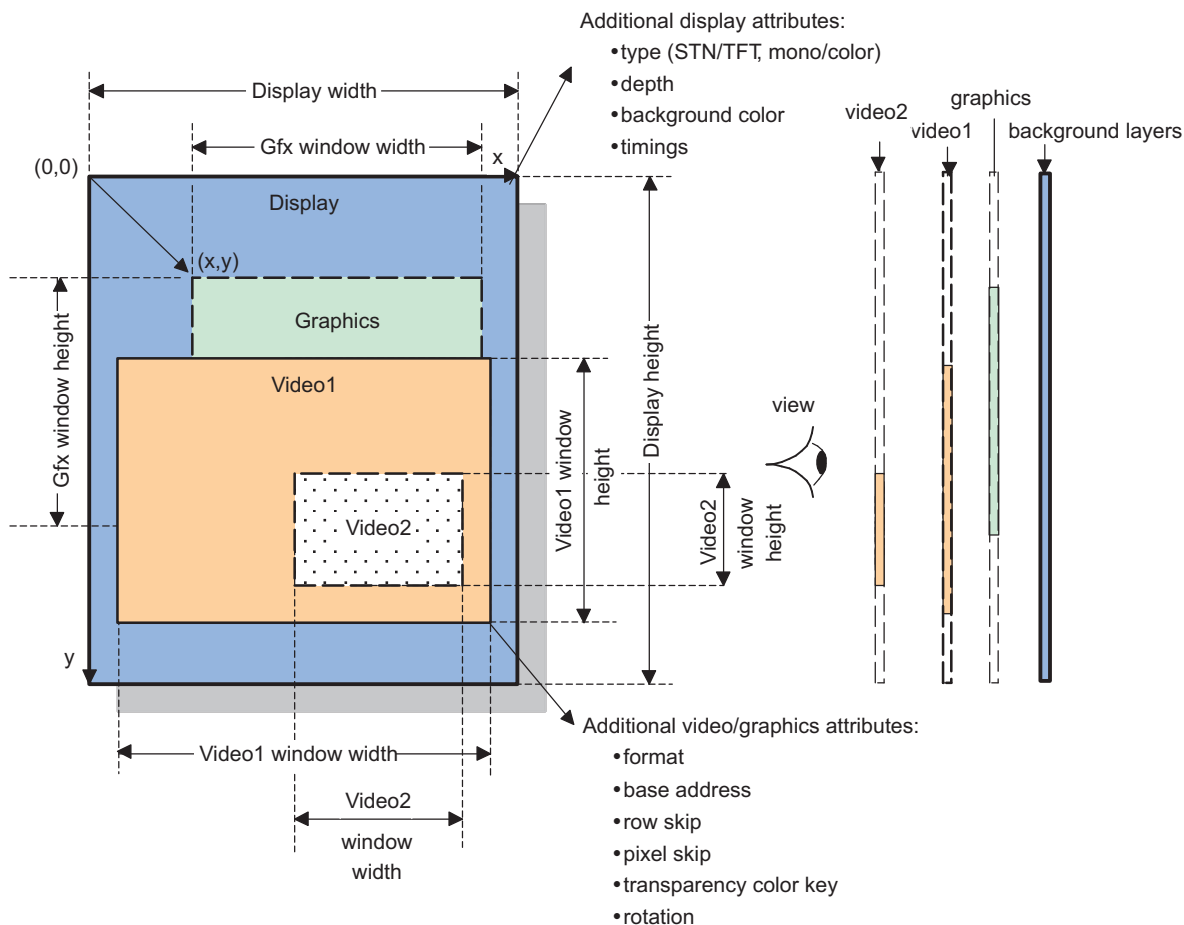 Additional display attributes:
•type (STN/TFT, mono/color)
•depth
•background color
•timings
Display width
Gfx window width
x
(0,0)
Display
(x,y)
Graphics
Gfx window height
Video1
Video2
Video1 window
height
Display height
Video2
window
height
view
video2
video1
graphics
background layers
y
Video1 window width
Video2
window
width
Additional video/graphics attributes:
•format
•base address
•row skip
•pixel skip
•transparency color key
•rotation